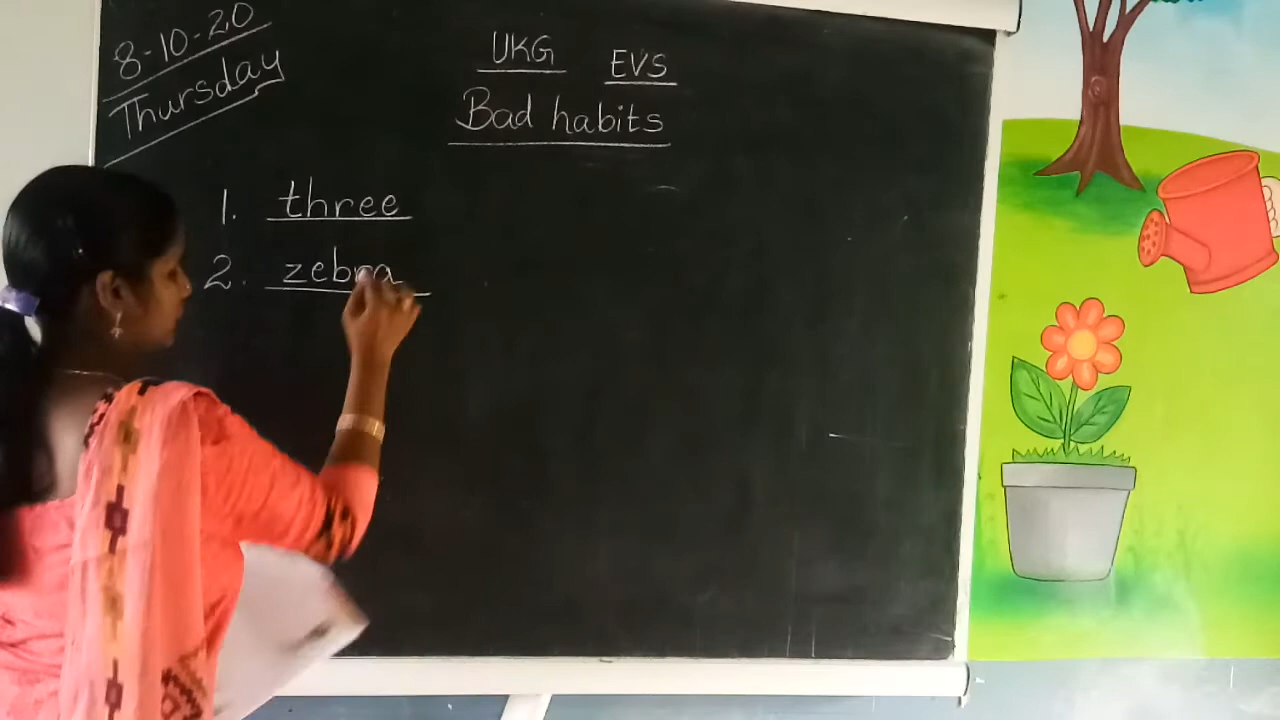 8-10-20
Thursday
UKG EVS
Bad habits
1. three
2. zebra